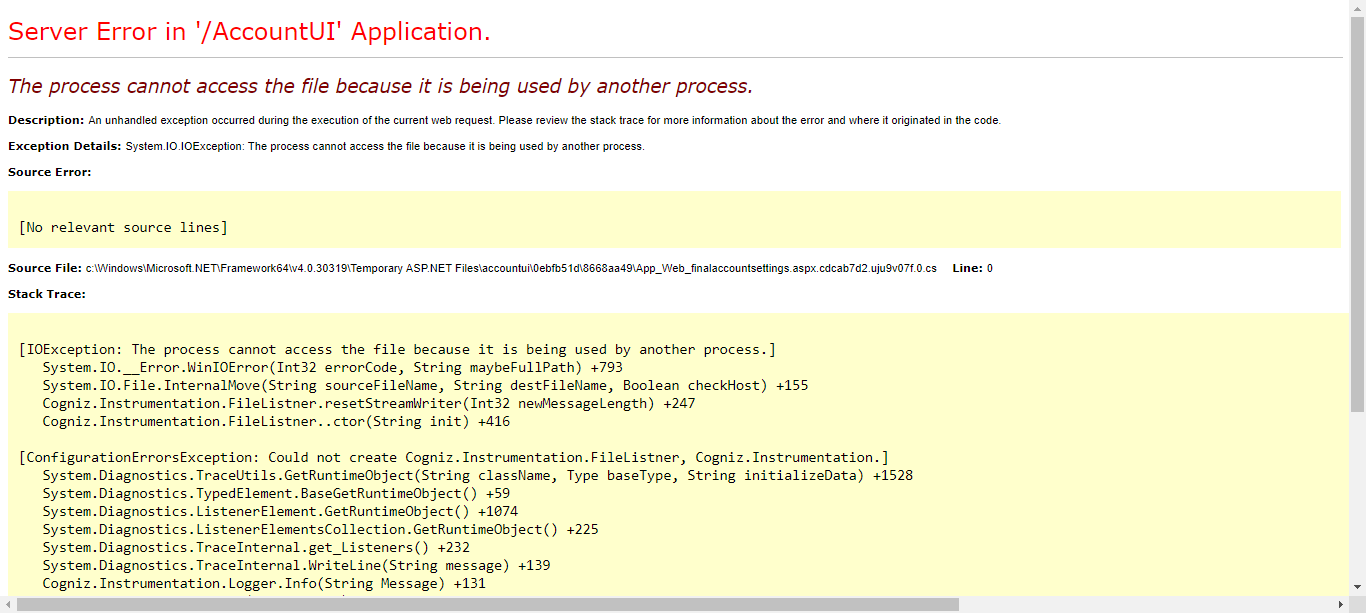 Server Error in '/AccountUI' Application.
The process cannot access the file because it is being used by another process.
Description: An unhandled exception occurred during the execution of the current web request. Please review the stack trace for more information about the error and where it originated in the code.
Exception Details: System.IO.IOException: The process cannot access the file because it is being used by another process.
Source Error:
[No relevant source lines]
Source File: c:\Windows\Microsoft.NET\Framework64\v4.0.30319\Temporary ASP.NET Files\accountui\0ebfb51d\8668aa49\App_Web_finalaccountsettings.aspx.cdcab7d2.uju9v07f.0.cs Line: 0
Stack Trace:
[IOException: The process cannot access the file because it is being used by another process.]
System.IO.__Error.WinIOError(Int32 errorCode, String maybeFullPath) +793
System.IO.File.InternalMove(String sourceFileName, String destFileName, Boolean checkHost) +155
Cogniz.Instrumentation.FileListner.resetStreamWriter(Int32 newMessageLength) +247
Cogniz.Instrumentation.FileListner..ctor(String init) +416
[ConfigurationErrorsException: Could not create Cogniz.Instrumentation.FileListner, Cogniz.Instrumentation.]
System.Diagnostics.TraceUtils.GetRuntimeObject(String className, Type baseType, String initializeData) +1528
System.Diagnostics.TypedElement.BaseGetRuntimeObject() +59
System.Diagnostics.ListenerElement.GetRuntimeObject() +1074
System.Diagnostics.ListenerElementsCollection.GetRuntimeObject() +225
System.Diagnostics.TraceInternal.get_Listeners() +232
System.Diagnostics.TraceInternal.WriteLine(String message) +139
Cogniz.Instrumentation.Logger.Info(String Message) +131